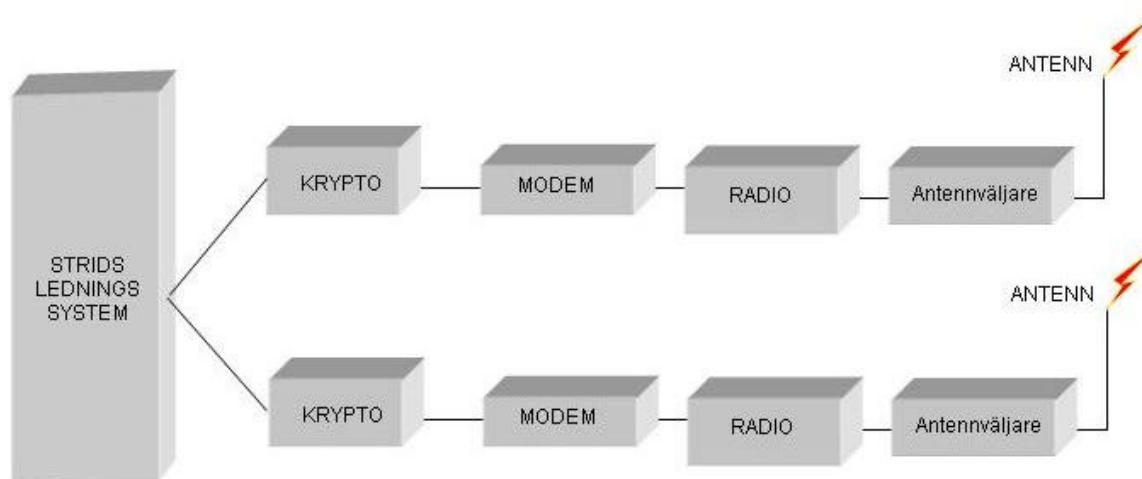 ANTENN
KRYPTO
MODEM
RADIO
Antennväljare
STRIDS
LEDNINGS
SYSTEM
ANTENN
KRYPTO
MODEM
RADIO
Antennväljare